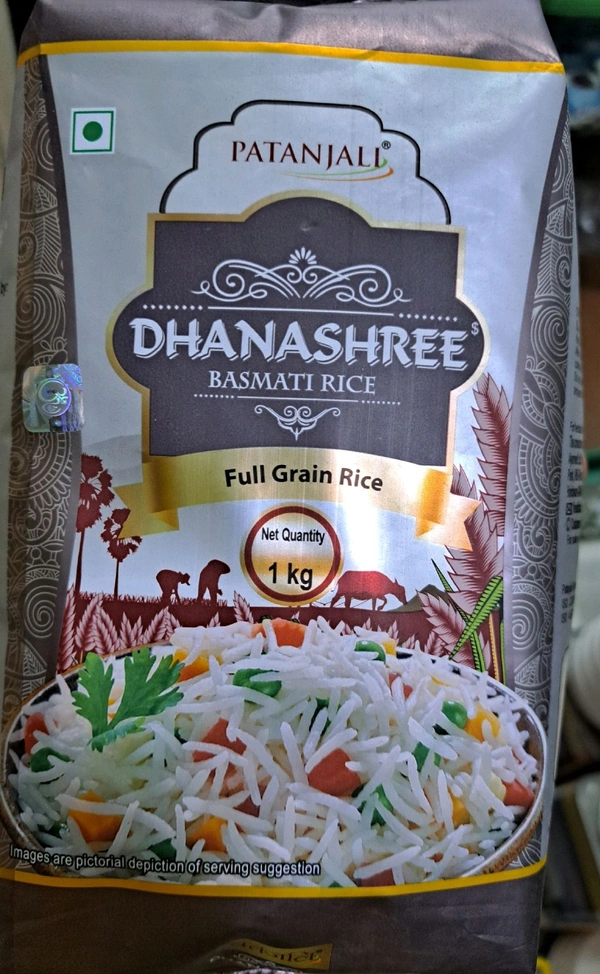 PATANJALI®
DHANASHREE$
BASMATI RICE
Full Grain Rice
Net Quantity
1 kg
Images are pictorial depiction of serving suggestion